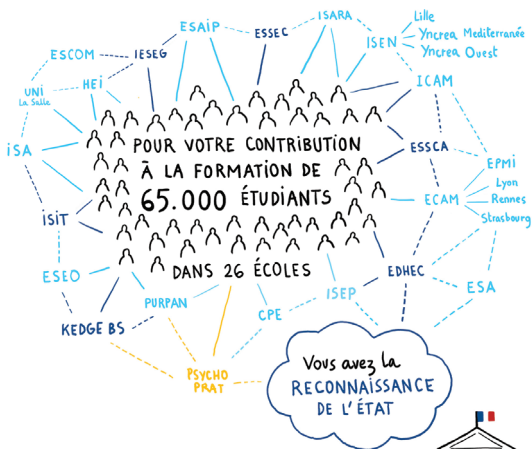 ESAIP
ESSEC
ISARA
ISEN
Lille
Yncrea Mediterranée
Yncrea Ouest
ESCOM
IESEG
HEi
UNi
La Salle
iSA
ICAM
ESSCA
EPMI
Lyon
Rennes
Strasbourg
ECAM
iSiT
ESEO
KEDGE BS
PURPAN
CPE
ISEP
EDHEC
ESA
PSYCHO
PRAT
POUR VOTRE CONTRIBUTION
À LA FORMATION DE
65.000 ÉTUDIANTS
DANS 26 ÉCOLES
Vous avez la
RECONNAISSANCE
DE L'ÉTAT